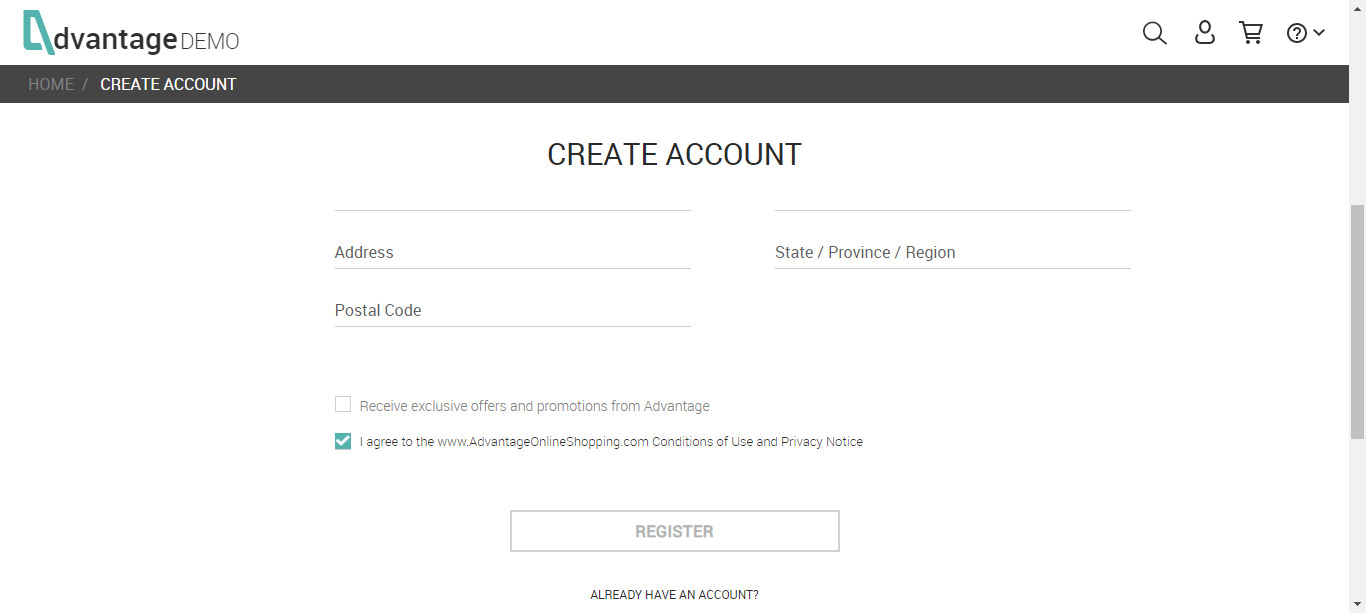 dvantage DEMO
HOME / CREATE ACCOUNT
CREATE ACCOUNT
Address
State / Province / Region
Postal Code
Receive exclusive offers and promotions from Advantage
I agree to the www.AdvantageOnlineShopping.com Conditions of Use and Privacy Notice
REGISTER
ALREADY HAVE AN ACCOUNT?